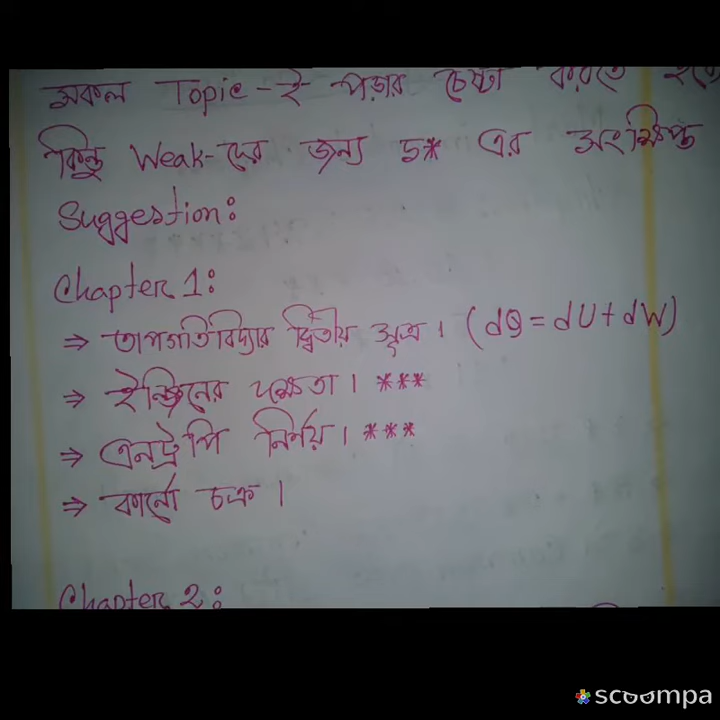 সকল Topic-ই পড়ার চেষ্টা করতে হবে
কিন্তু Weak-দের জন্য ৳* এর সংক্ষিপ্ত
Suggestion:
Chapter 1:
⇒ তাপগতিবিদ্যার দ্বিতীয় সূত্র। (dQ = dU + dW)
⇒ ইঞ্জিনের দক্ষতা। ***
⇒ এনট্রপি নির্ণয়। ***
⇒ কার্নো চক্র।
Chapter 2:
scoompa